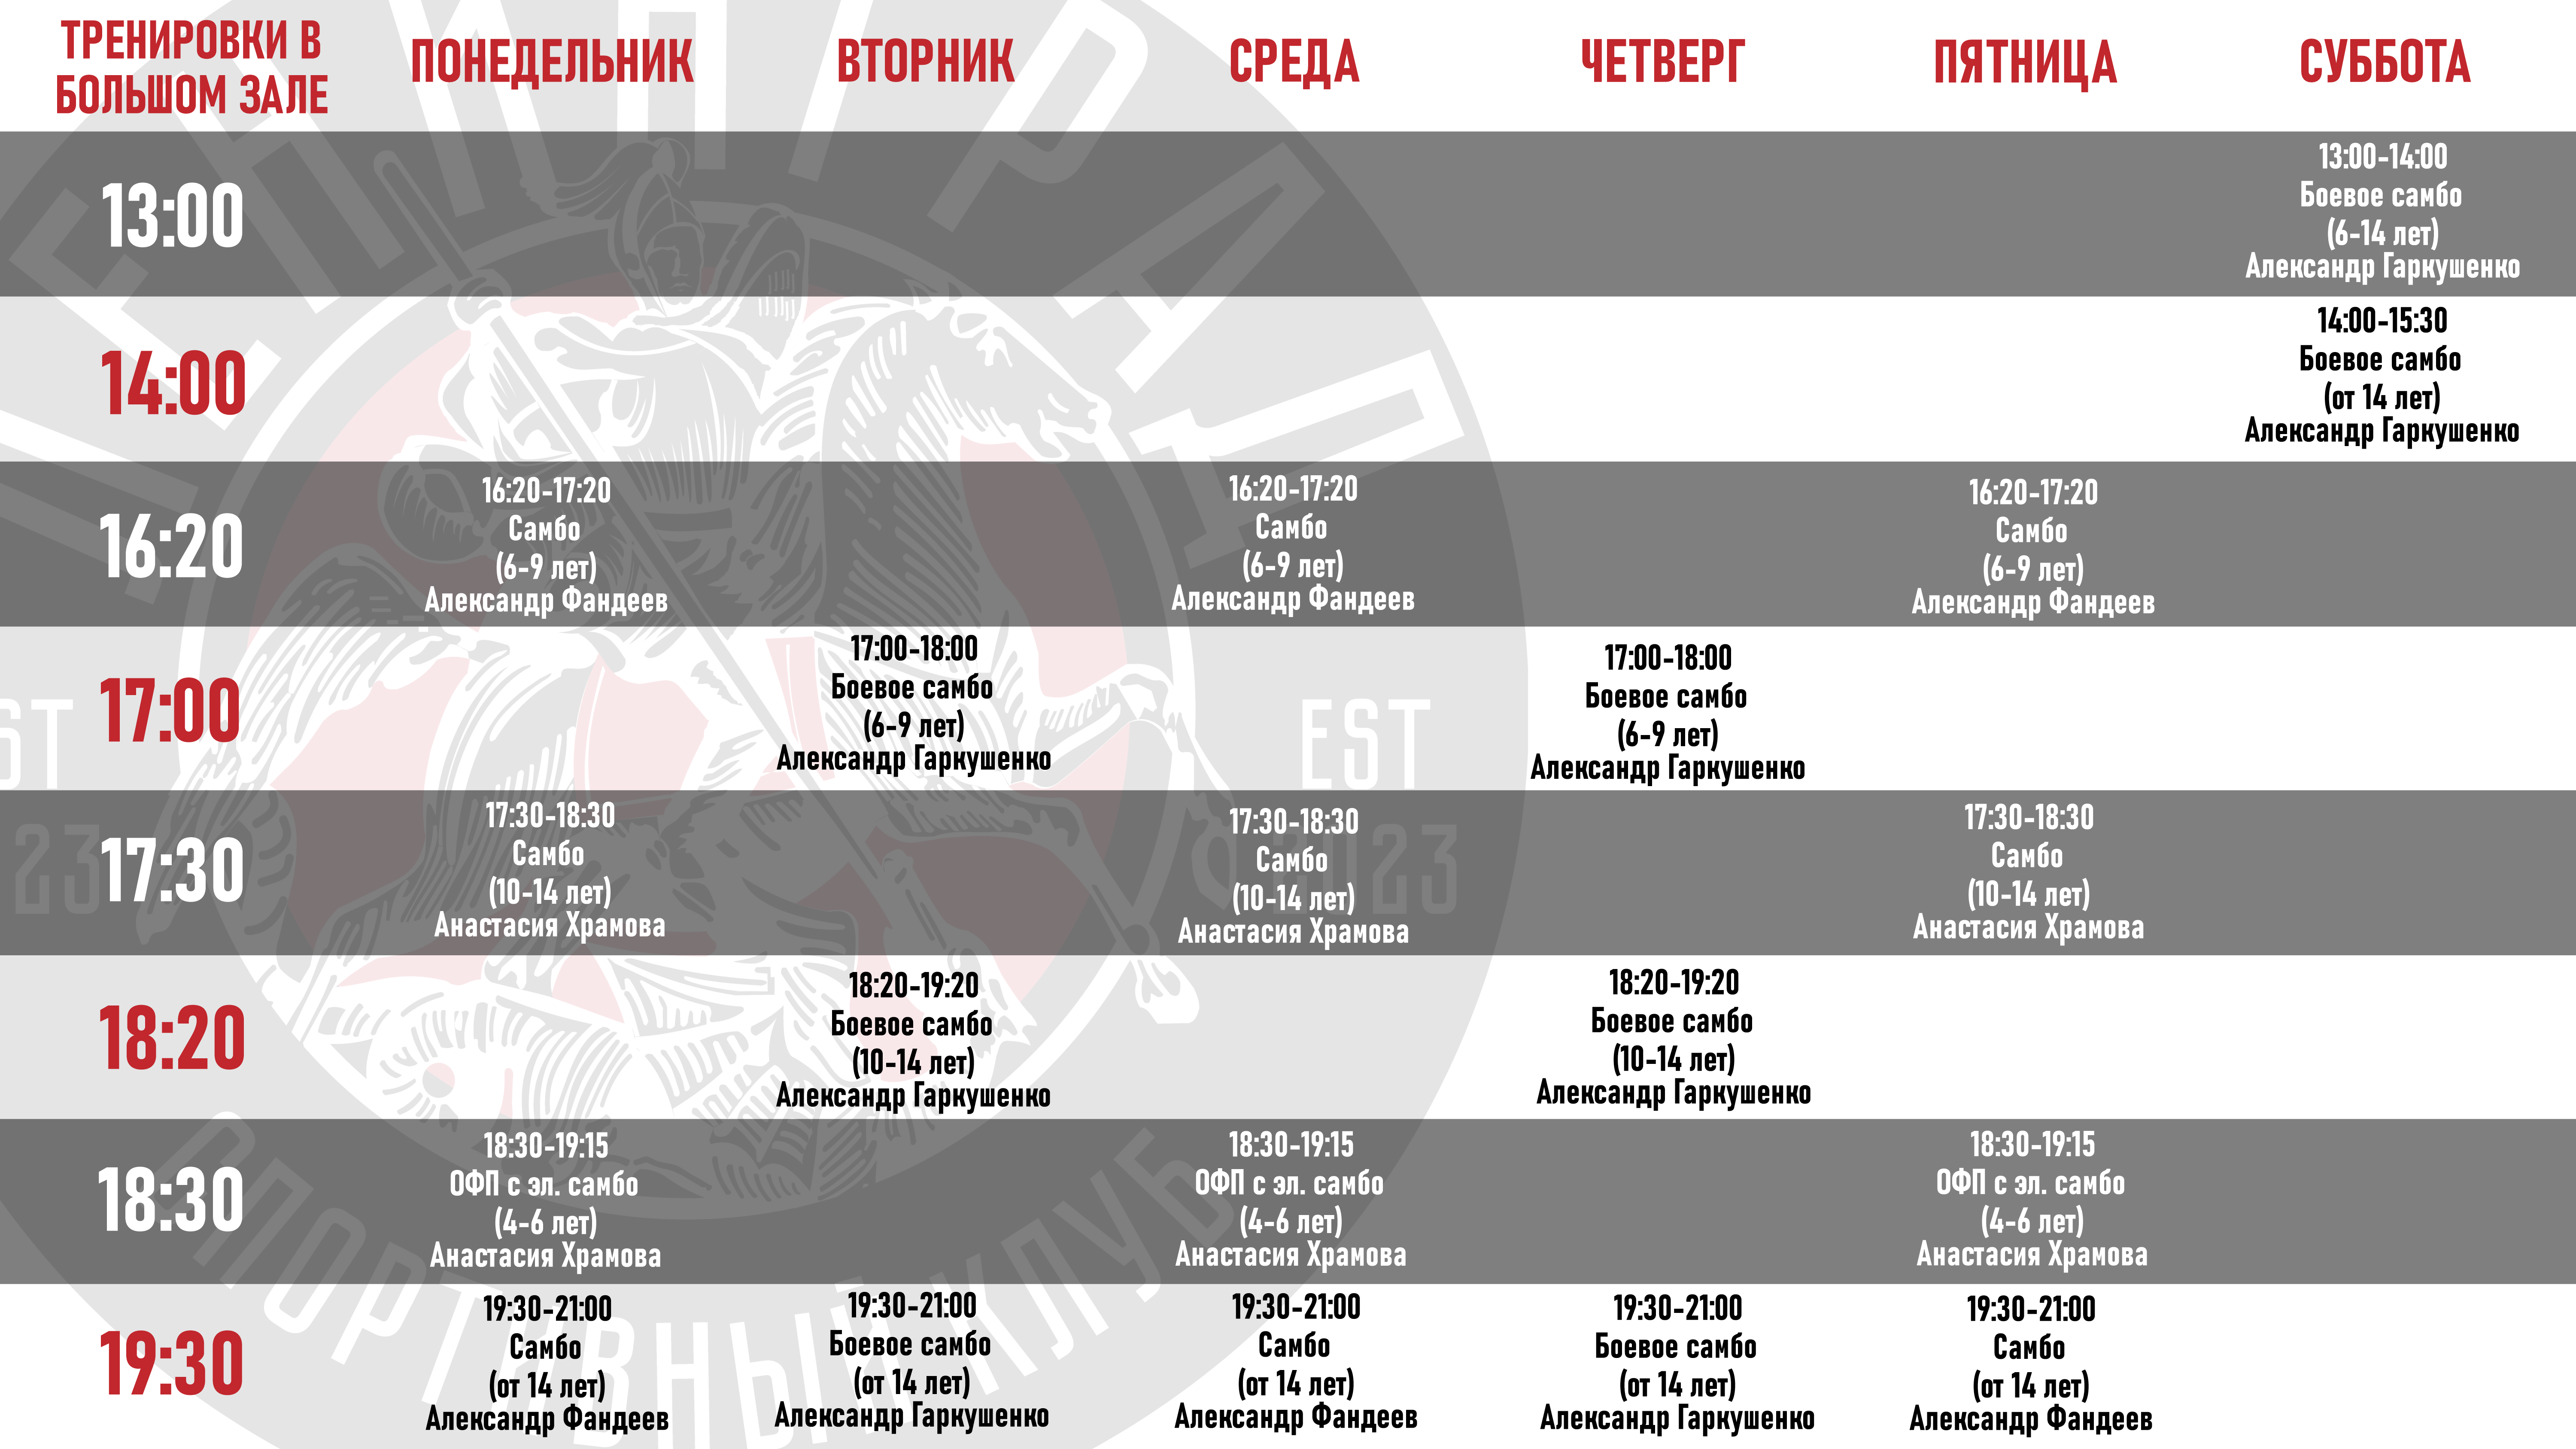 ТРЕНИРОВКИ В
БОЛЬШОМ ЗАЛЕ
ПОНЕДЕЛЬНИК
ВТОРНИК
СРЕДА
ЧЕТВЕРГ
ПЯТНИЦА
СУББОТА
13:00
13:00-14:00
Боевое самбо
(6-14 лет)
Александр Гаркушенко
14:00
14:00-15:30
Боевое самбо
(от 14 лет)
Александр Гаркушенко
16:20
16:20-17:20
Самбо
(6-9 лет)
Александр Фандеев
16:20-17:20
Самбо
(6-9 лет)
Александр Фандеев
16:20-17:20
Самбо
(6-9 лет)
Александр Фандеев
17:00
17:00-18:00
Боевое самбо
(6-9 лет)
Александр Гаркушенко
17:00-18:00
Боевое самбо
(6-9 лет)
Александр Гаркушенко
17:30
17:30-18:30
Самбо
(10-14 лет)
Анастасия Храмова
17:30-18:30
Самбо
(10-14 лет)
Анастасия Храмова
17:30-18:30
Самбо
(10-14 лет)
Анастасия Храмова
18:20
18:20-19:20
Боевое самбо
(10-14 лет)
Александр Гаркушенко
18:20-19:20
Боевое самбо
(10-14 лет)
Александр Гаркушенко
18:30
18:30-19:15
ОФП с эл. самбо
(4-6 лет)
Анастасия Храмова
18:30-19:15
ОФП с эл. самбо
(4-6 лет)
Анастасия Храмова
18:30-19:15
ОФП с эл. самбо
(4-6 лет)
Анастасия Храмова
19:30
19:30-21:00
Самбо
(от 14 лет)
Александр Фандеев
19:30-21:00
Боевое самбо
(от 14 лет)
Александр Гаркушенко
19:30-21:00
Самбо
(от 14 лет)
Александр Фандеев
19:30-21:00
Боевое самбо
(от 14 лет)
Александр Гаркушенко
19:30-21:00
Самбо
(от 14 лет)
Александр Фандеев
ЛЕНИНГРАД
EST
2023
СПОРТИВНЫЙ КЛУБ